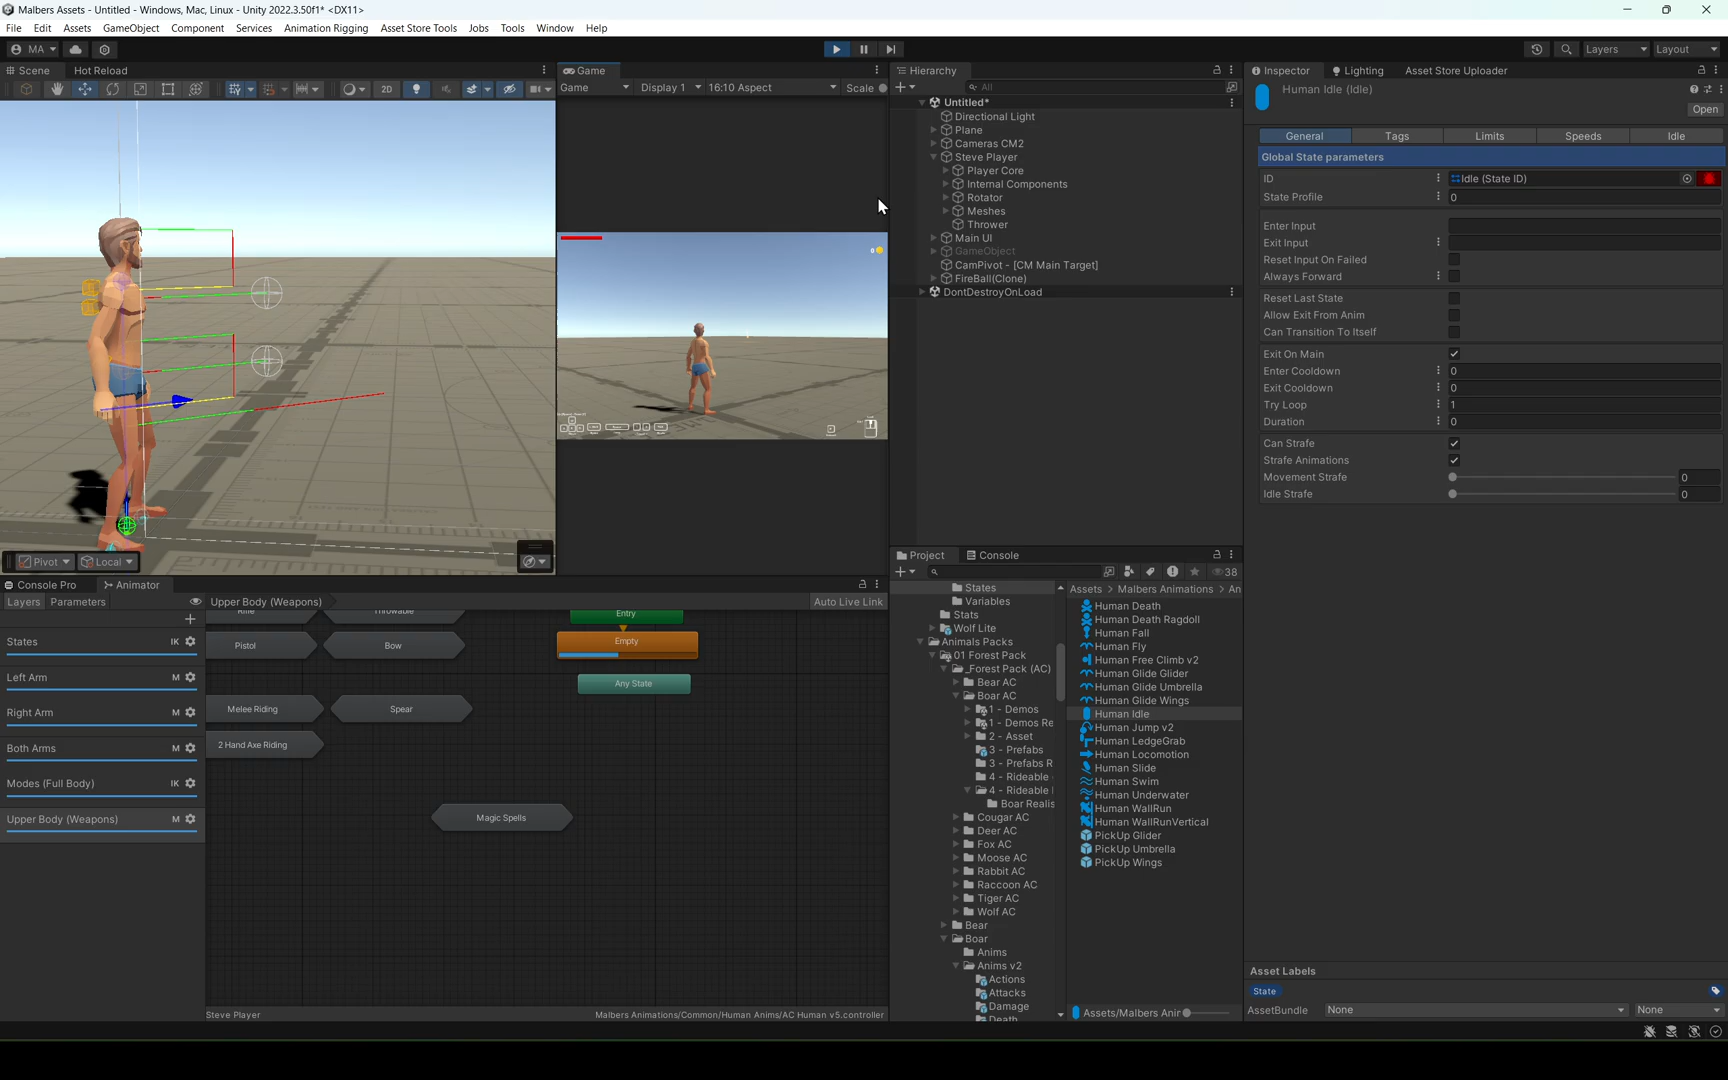 Malbers Assets - Untitled - Windows, Mac, Linux - Unity 2022.3.50f1* <DX11>
File Edit Assets GameObject Component Services Animation Rigging Asset Store Tools Jobs Tools Window Help
MA Layers Layout
Scene Hot Reload
2D
Pivot Local
Game
Game Display 1 16:10 Aspect Scale
0
Hierarchy
All
Untitled*
Directional Light
Plane
Cameras CM2
Steve Player
Player Core
Internal Components
Rotator
Meshes
Thrower
Main UI
GameObject
CamPivot - [CM Main Target]
FireBall(Clone)
DontDestroyOnLoad
Inspector Lighting Asset Store Uploader
Human Idle (Idle)
Open
General Tags Limits Speeds Idle
Global State parameters
ID Idle (State ID)
State Profile 0
Enter Input
Exit Input
Reset Input On Failed
Always Forward
Reset Last State
Allow Exit From Anim
Can Transition To Itself
Exit On Main
Enter Cooldown 0
Exit Cooldown 0
Try Loop 1
Duration 0
Can Strafe
Strafe Animations
Movement Strafe 0
Idle Strafe 0
Asset Labels
State
AssetBundle None None
Console Pro Animator
Layers Parameters Upper Body (Weapons) Auto Live Link
States IK
Left Arm M
Right Arm M
Both Arms M
Modes (Full Body) IK
Upper Body (Weapons) M
Rifle Throwable Entry
Pistol Bow Empty
Any State
Melee Riding Spear
2 Hand Axe Riding
Magic Spells
Steve Player Malbers Animations/Common/Human Anims/AC Human v5.controller
Project Console
38
States
Variables
Stats
Wolf Lite
Animals Packs
01 Forest Pack
_Forest Pack (AC)
Bear AC
Boar AC
1 - Demos
1 - Demos Re
2 - Asset
3 - Prefabs
3 - Prefabs R
4 - Rideable
4 - Rideable
Boar Realis
Cougar AC
Deer AC
Fox AC
Moose AC
Rabbit AC
Raccoon AC
Tiger AC
Wolf AC
Bear
Boar
Anims
Anims v2
Actions
Attacks
Damage
Death
Assets > Malbers Animations > An
Human Death
Human Death Ragdoll
Human Fall
Human Fly
Human Free Climb v2
Human Glide Glider
Human Glide Umbrella
Human Glide Wings
Human Idle
Human Jump v2
Human LedgeGrab
Human Locomotion
Human Slide
Human Swim
Human Underwater
Human WallRun
Human WallRunVertical
PickUp Glider
PickUp Umbrella
PickUp Wings
Assets/Malbers Anir